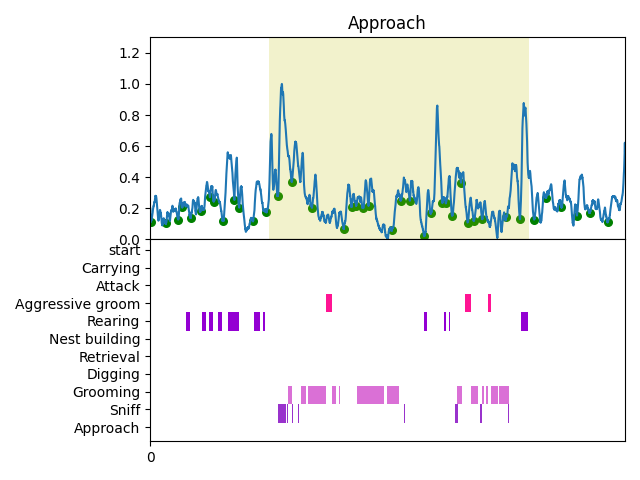 Approach
1.2
1.0
0.8
0.6
0.4
0.2
0.0
start
Carrying
Attack
Aggressive groom
Rearing
Nest building
Retrieval
Digging
Grooming
Sniff
Approach
0